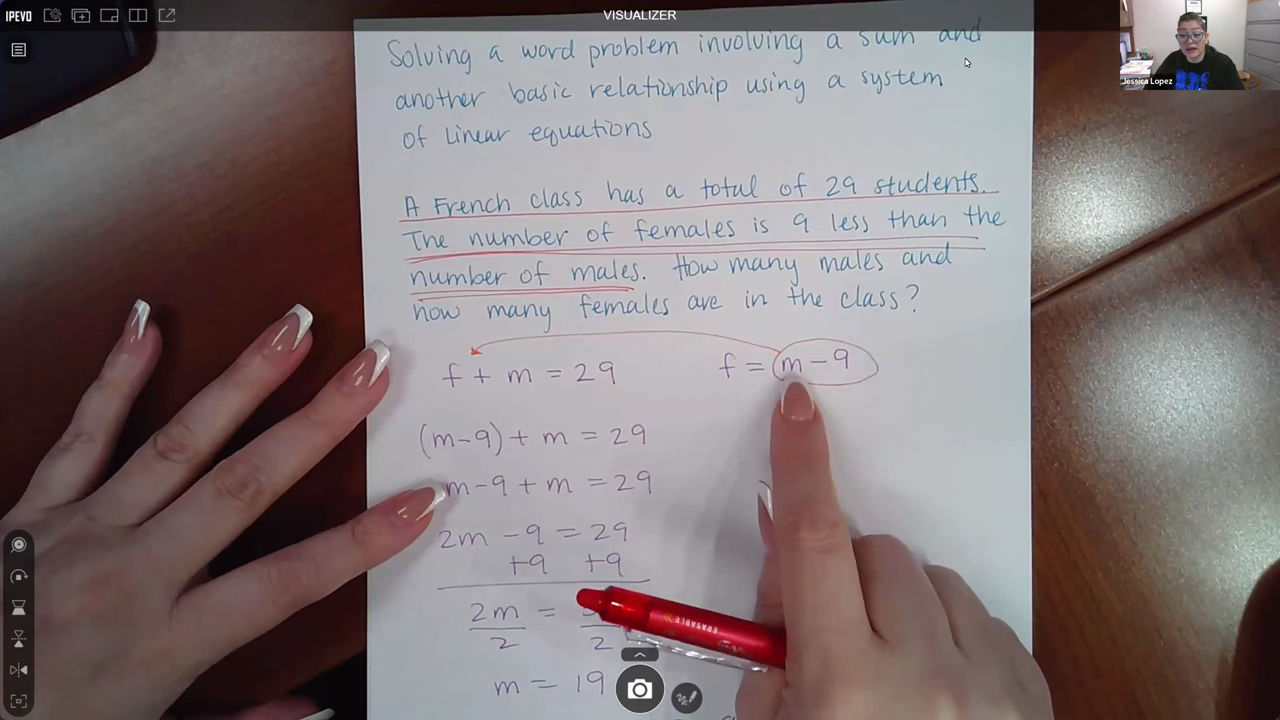 IPEVO
VISUALIZER
Jessica Lopez
Solving a word problem involving a sum and
another basic relationship using a system
of linear equations
A French class has a total of 29 students.
The number of females is 9 less than the
number of males. How many males and
how many females are in the class?
f + m = 29
f = m - 9
(m-9) + m = 29
m-9 + m = 29
2m - 9 = 29
+9 +9
2m =
2 2
m = 19
ERASABLE